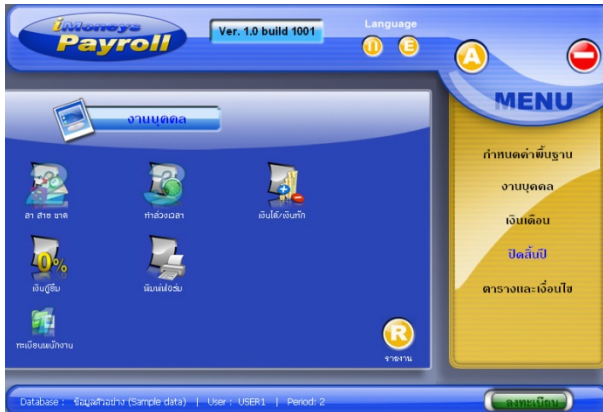 iMoneys
Payroll
Ver. 1.0 build 1001
Language
ท E
A
MENU
งานบุคคล
กำหนดค่าพื้นฐาน
งานบุคคล
เงินเดือน
ปิดสิ้นปี
ตารางและเงื่อนไข
ลา สาย ขาด
ทำล่วงเวลา
เงินได้/เงินหัก
เงินกู้ยืม
พิมพ์ฟอร์ม
ทะเบียนพนักงาน
R
รายงาน
Database : ข้อมูลตัวอย่าง (Sample data) | User : USER1 | Period: 2
ลงทะเบียน